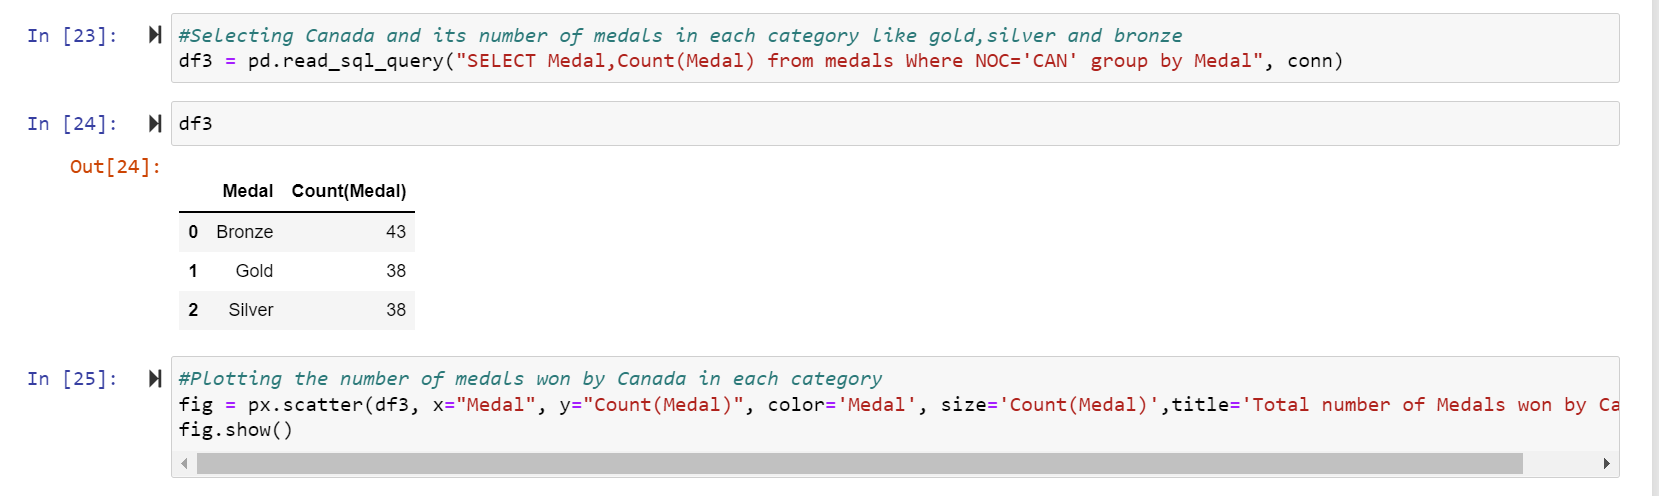 In [23]: #Selecting Canada and its number of medals in each category like gold,silver and bronze
df3 = pd.read_sql_query("SELECT Medal,Count(Medal) from medals Where NOC='CAN' group by Medal", conn)
In [24]: df3
Out[24]:
Medal Count(Medal)
0 Bronze 43
1 Gold 38
2 Silver 38
In [25]: #Plotting the number of medals won by Canada in each category
fig = px.scatter(df3, x="Medal", y="Count(Medal)", color='Medal', size='Count(Medal)',title='Total number of Medals won by Ca
fig.show()